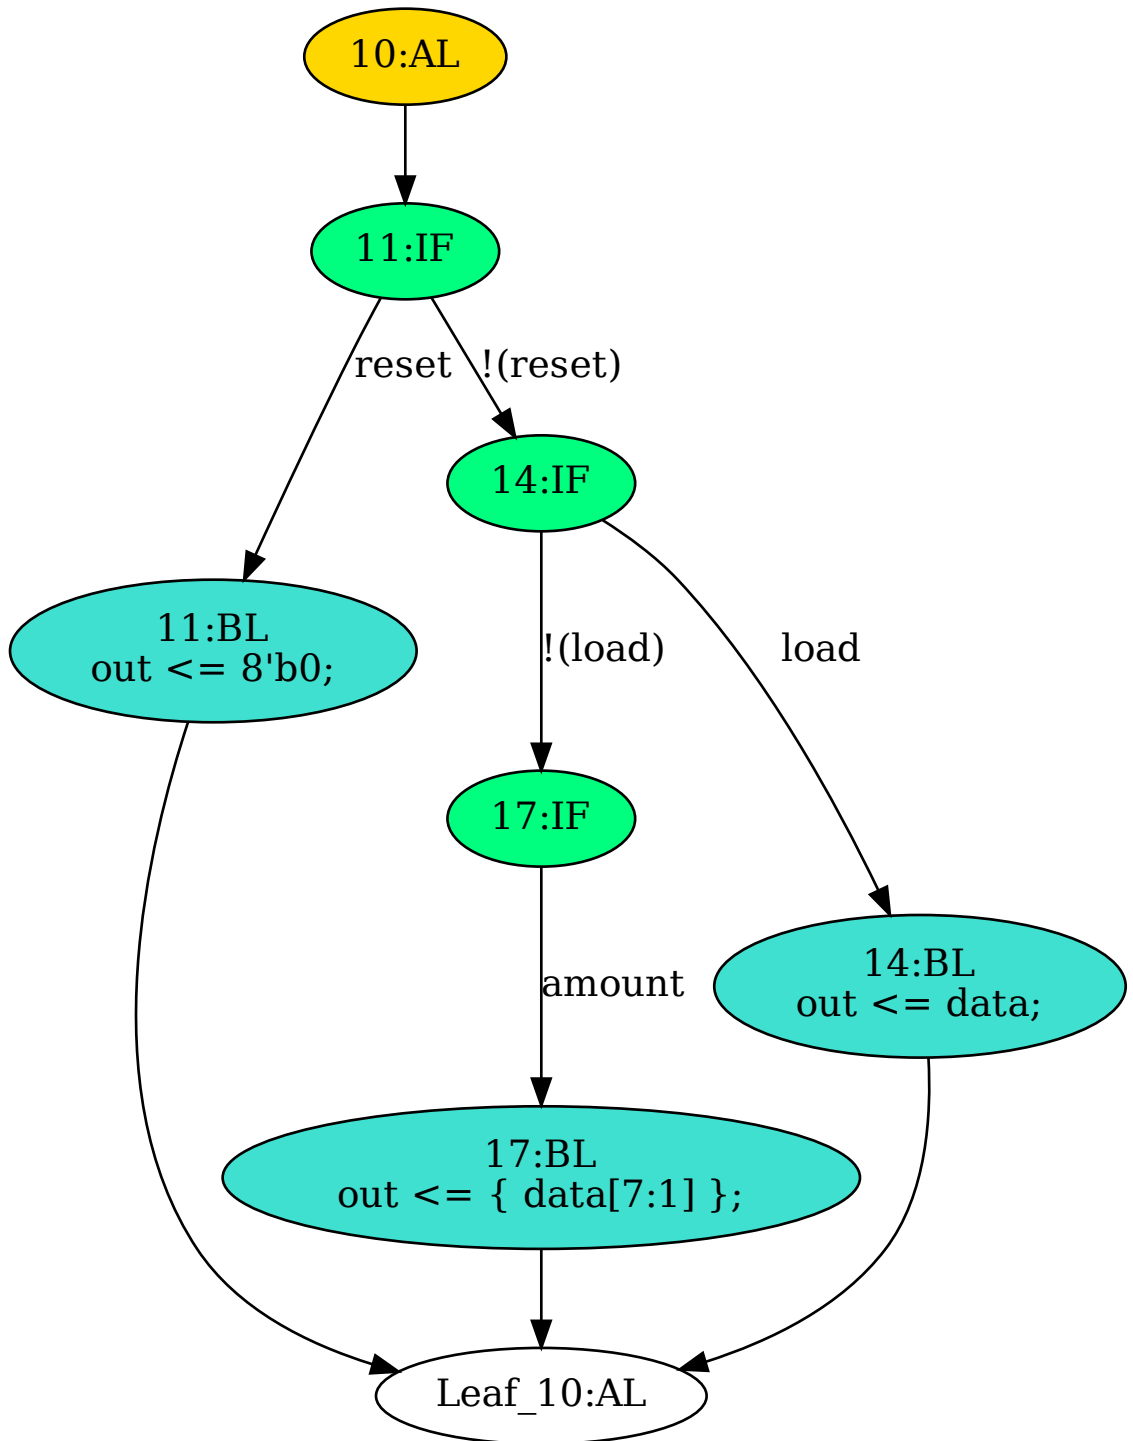 10:AL
11:IF
reset
!(reset)
14:IF
11:BL
out <= 8'b0;
!(load)
load
17:IF
14:BL
out <= data;
amount
17:BL
out <= { data[7:1] };
Leaf_10:AL